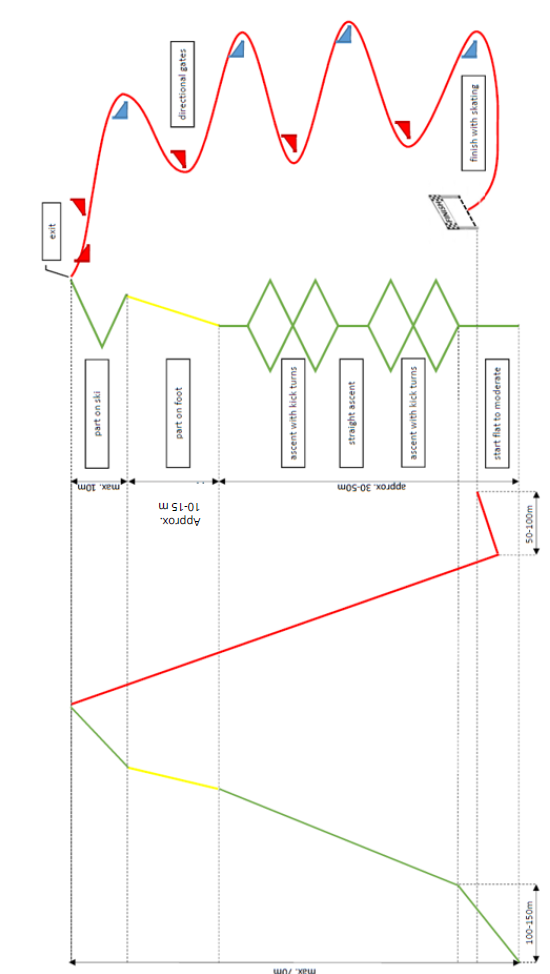 directional gates
finish with skating
exit
FINISH
part on ski
part on foot
ascent with kick turns
straight ascent
ascent with kick turns
start flat to moderate
max. 10m
Approx.
10-15 m
approx. 30-50m
50-100m
100-150m
max. 70m